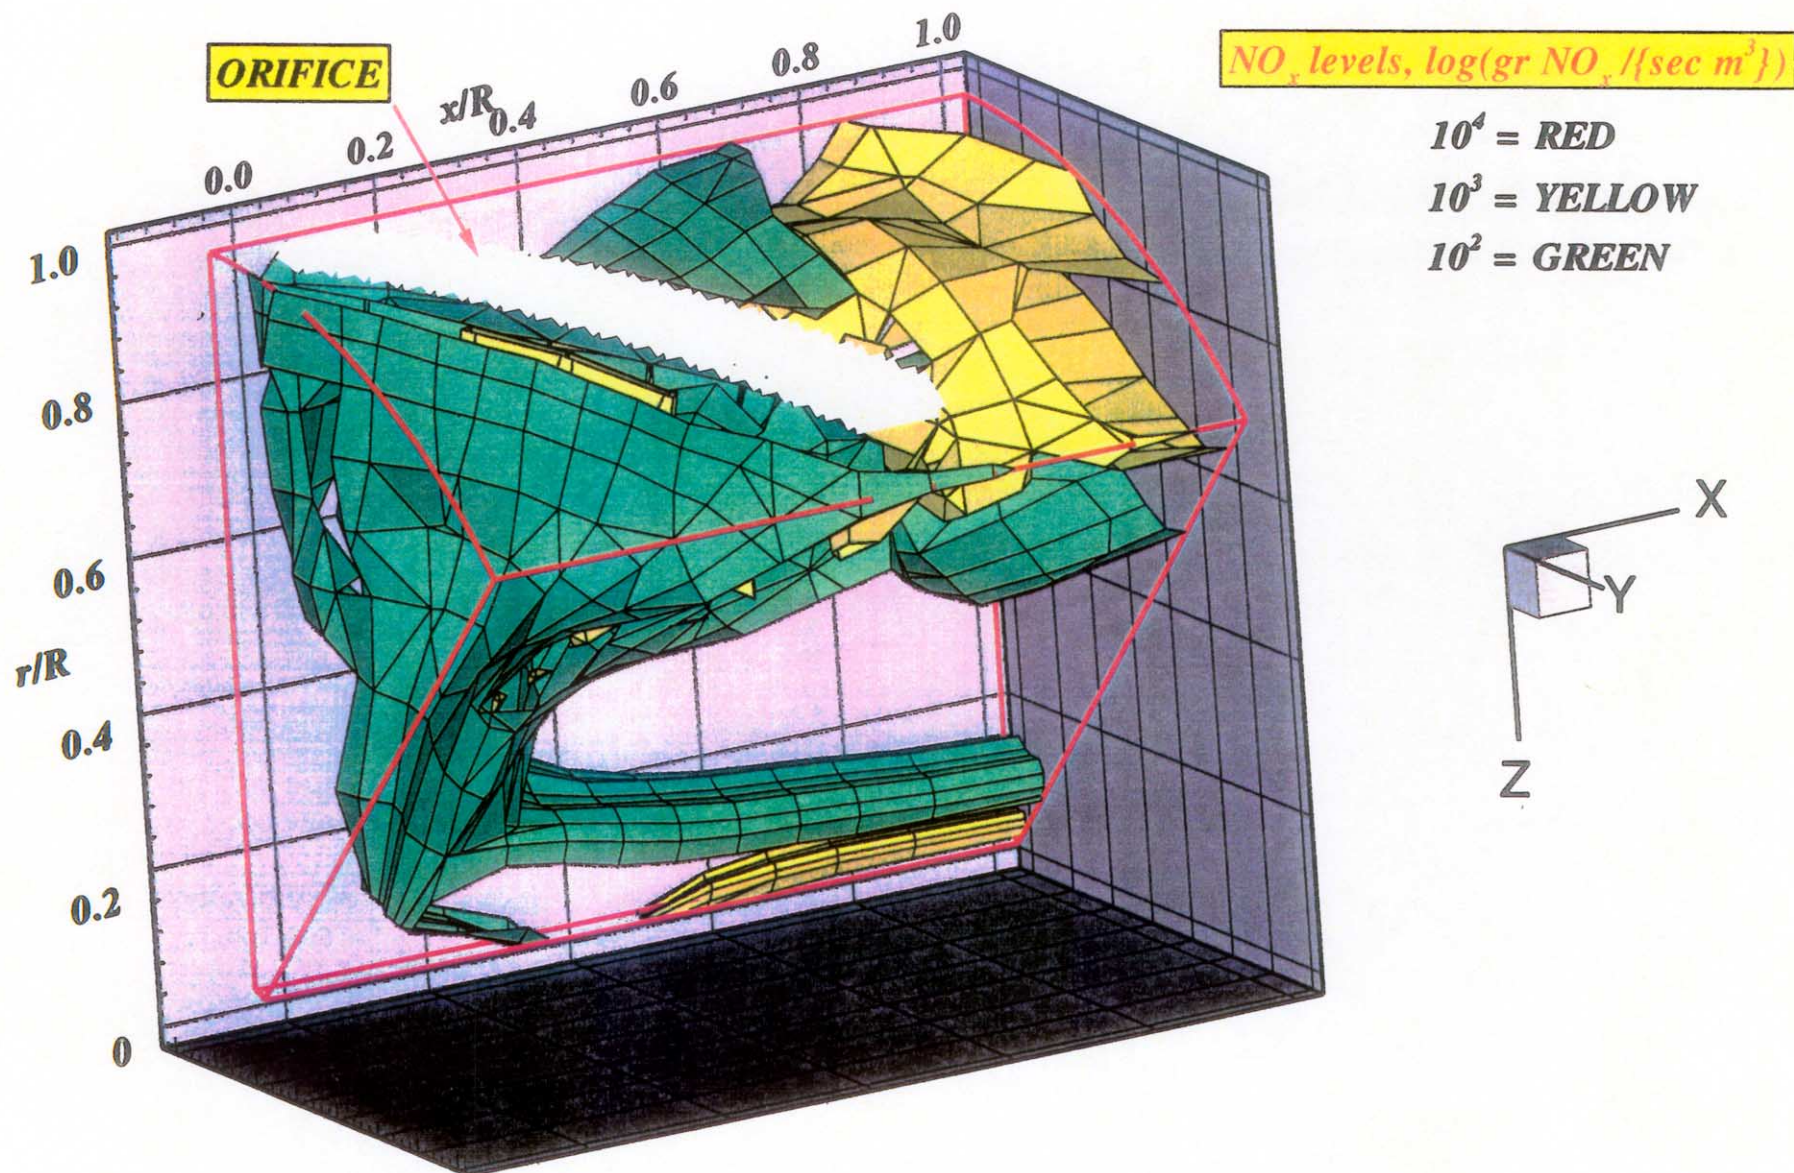 ORIFICE
NOₓ levels, log(gr NOₓ /{sec m³})
10⁴ = RED
10³ = YELLOW
10² = GREEN
x/R
0.0
0.2
0.4
0.6
0.8
1.0
1.0
0.8
0.6
r/R
0.4
0.2
0
X
Y
Z